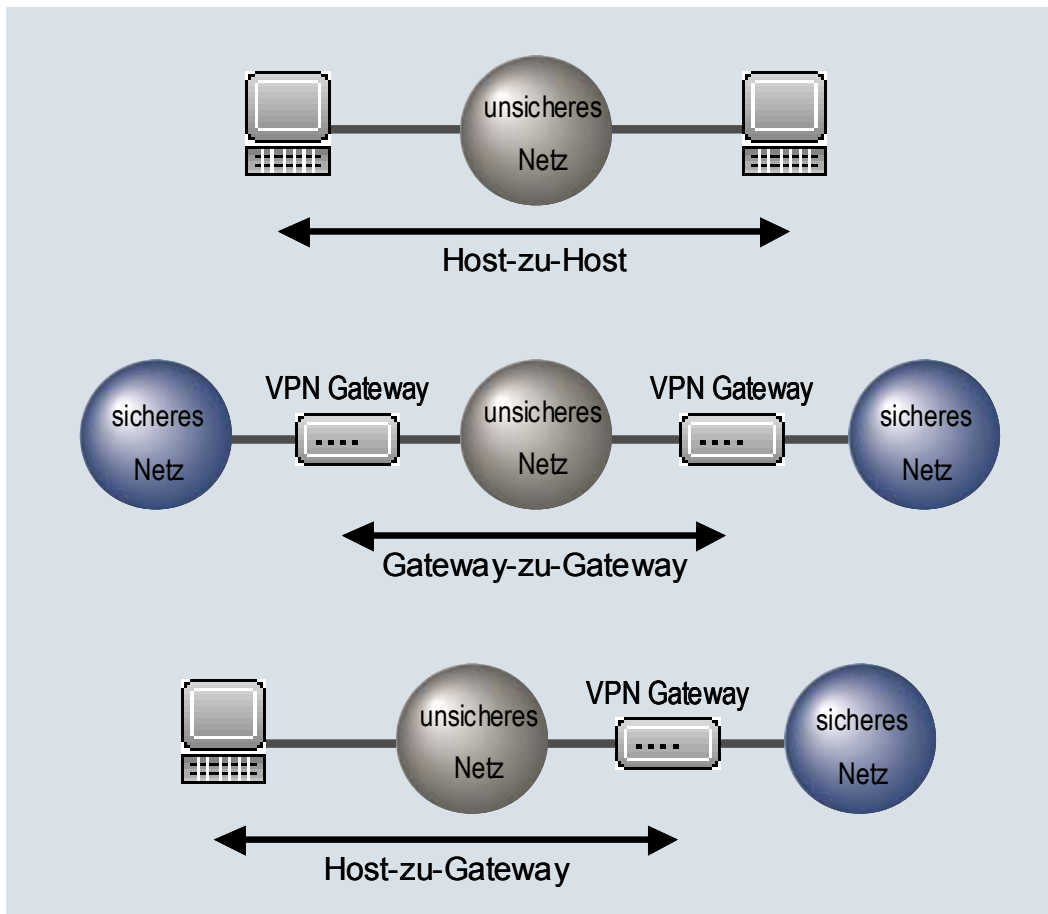 unsicheres
Netz
Host-zu-Host
VPN Gateway
VPN Gateway
sicheres
Netz
unsicheres
Netz
sicheres
Netz
Gateway-zu-Gateway
VPN Gateway
unsicheres
Netz
sicheres
Netz
Host-zu-Gateway